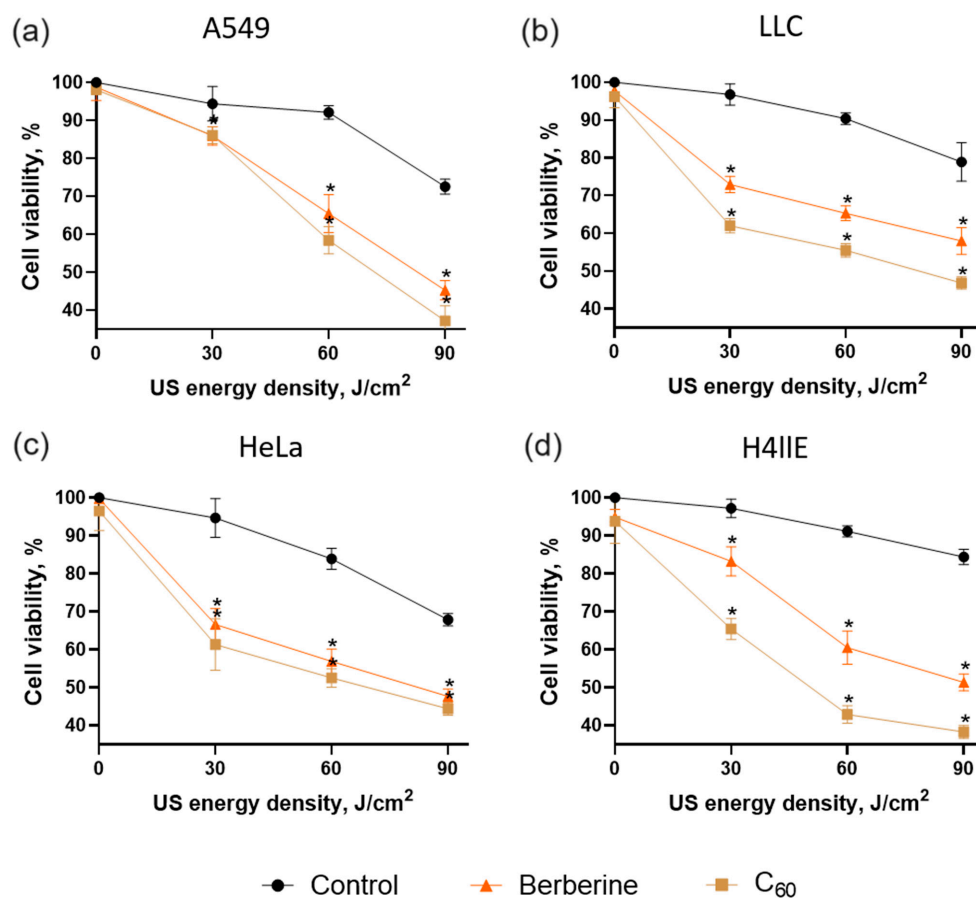 (a) A549
100
90
80
70
60
50
40
Cell viability, %
0 30 60 90
US energy density, J/cm²
(b) LLC
100
90
80
70
60
50
40
Cell viability, %
0 30 60 90
US energy density, J/cm²
(c) HeLa
100
90
80
70
60
50
40
Cell viability, %
0 30 60 90
US energy density, J/cm²
(d) H4IIE
100
90
80
70
60
50
40
Cell viability, %
0 30 60 90
US energy density, J/cm²
Control Berberine C₆₀